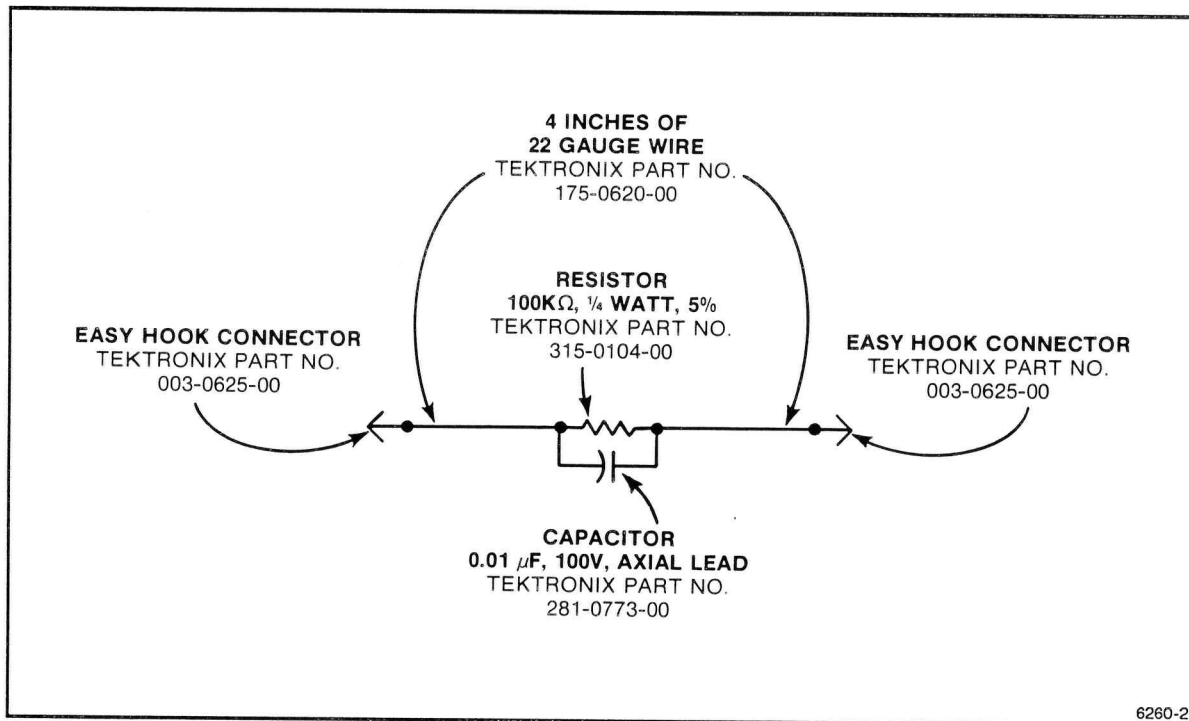 4 INCHES OF
22 GAUGE WIRE
TEKTRONIX PART NO.
175-0620-00
RESISTOR
100KΩ, ¼ WATT, 5%
TEKTRONIX PART NO.
315-0104-00
EASY HOOK CONNECTOR
TEKTRONIX PART NO.
003-0625-00
EASY HOOK CONNECTOR
TEKTRONIX PART NO.
003-0625-00
CAPACITOR
0.01 μF, 100V, AXIAL LEAD
TEKTRONIX PART NO.
281-0773-00
6260-2